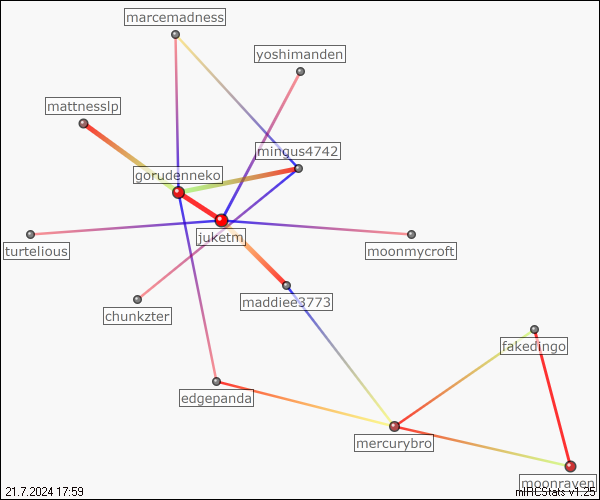 marcemadness
yoshimanden
mattnesslp
mingus4742
gorudenneko
juketm
turtelious
moonmycroft
maddiee3773
chunkzter
fakedingo
edgepanda
mercurybro
moonraven
21.7.2024 17:59
mIRCStats v1.25